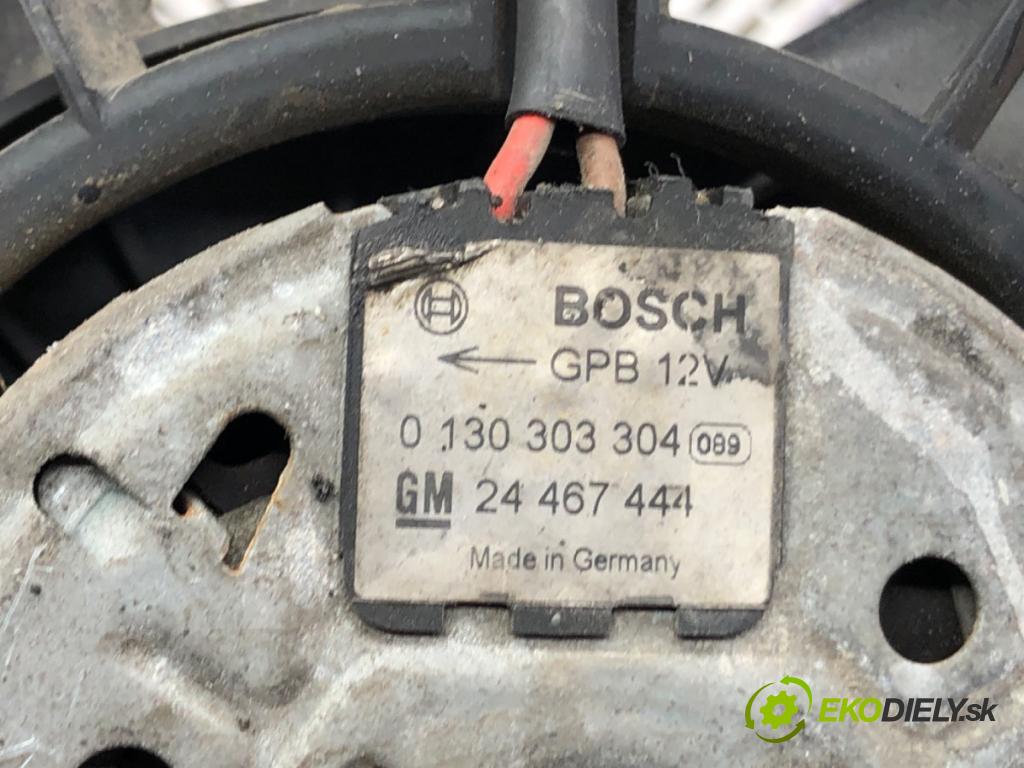 BOSCH
← GPB 12V
0 130 303 304 089
GM 24 467 444
Made in Germany
EKODIELY.sk